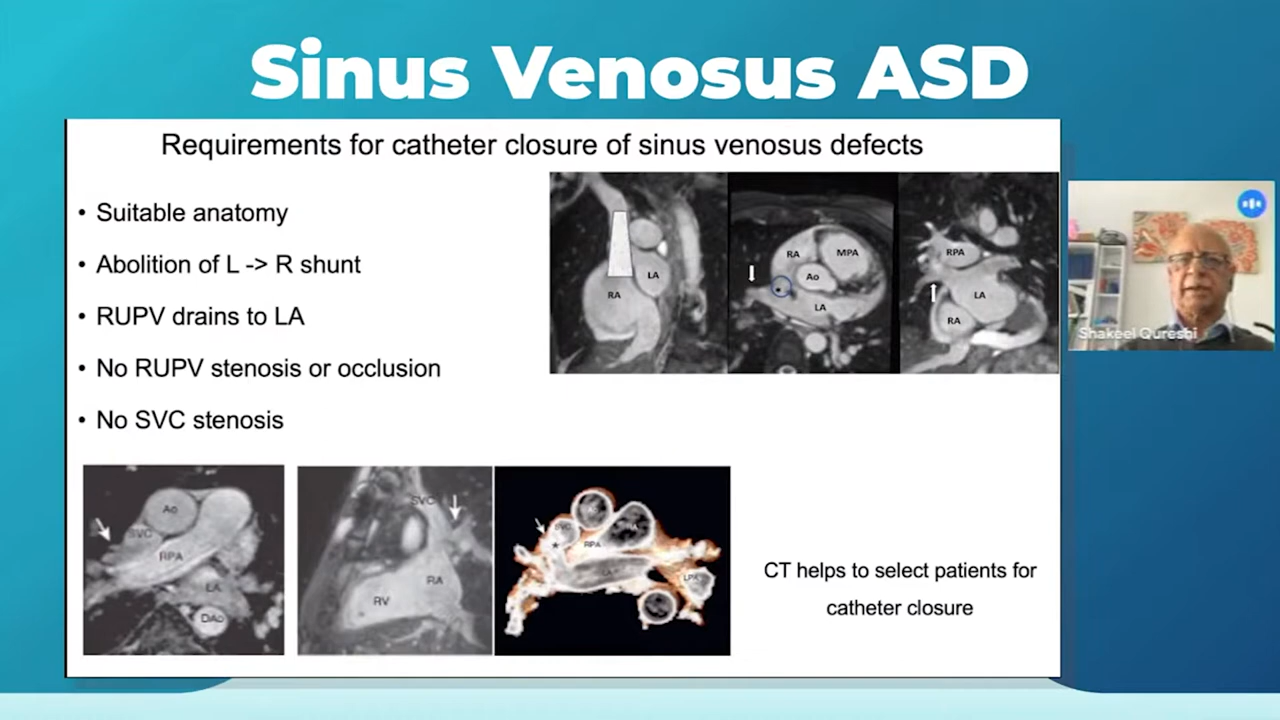 Sinus Venosus ASD
Requirements for catheter closure of sinus venosus defects
• Suitable anatomy
• Abolition of L -> R shunt
• RUPV drains to LA
• No RUPV stenosis or occlusion
• No SVC stenosis
LA
RA
RA
MPA
Ao
LA
RPA
LA
RA
Shakeel Qureshi
Ao
SVC
RPA
LA
DAo
SVC
RA
RV
SVC
RPA
LPA
CT helps to select patients for
catheter closure